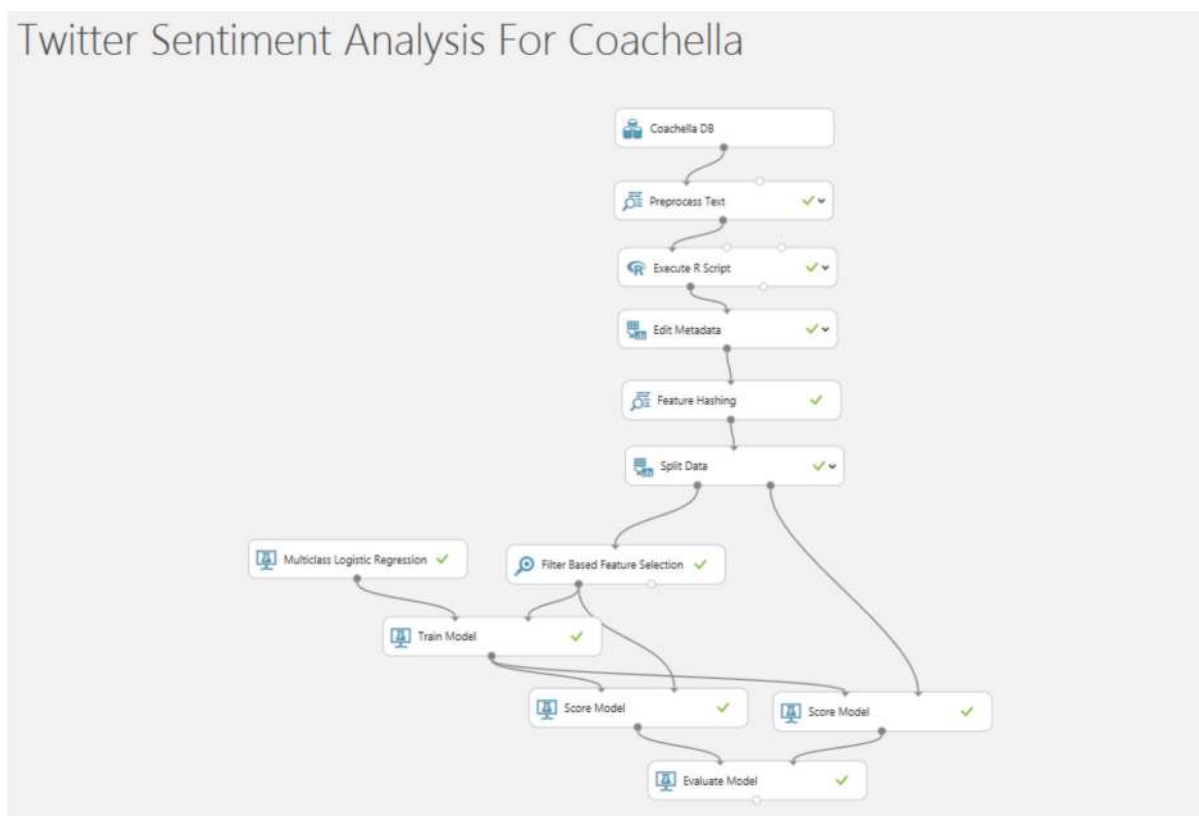 Twitter Sentiment Analysis For Coachella
Coachella DB
Preprocess Text
Execute R Script
Edit Metadata
Feature Hashing
Split Data
Multiclass Logistic Regression
Filter Based Feature Selection
Train Model
Score Model
Score Model
Evaluate Model